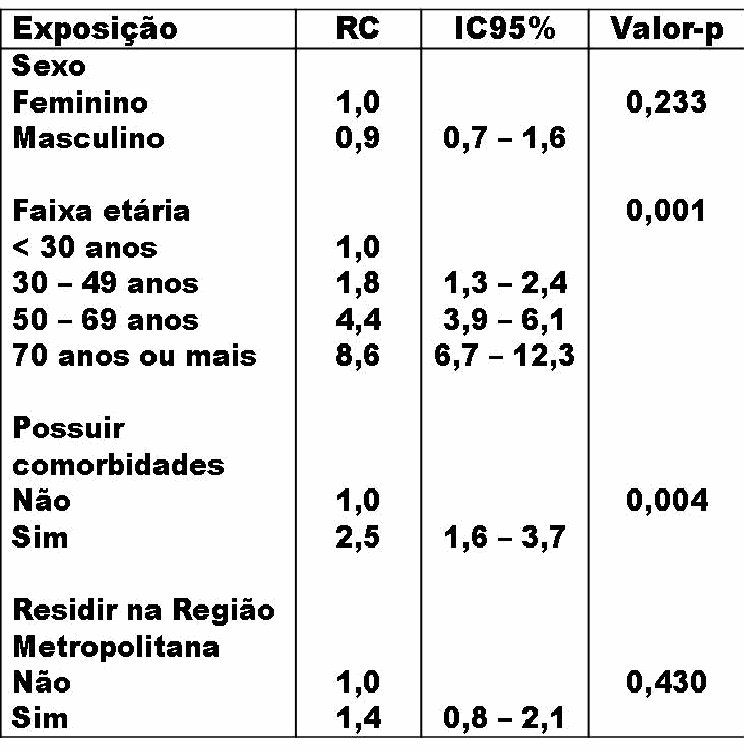 Exposição RC IC95% Valor-p
Sexo
Feminino 1,0 0,233
Masculino 0,9 0,7 – 1,6
Faixa etária 0,001
< 30 anos 1,0
30 – 49 anos 1,8 1,3 – 2,4
50 – 69 anos 4,4 3,9 – 6,1
70 anos ou mais 8,6 6,7 – 12,3
Possuir
comorbidades
Não 1,0 0,004
Sim 2,5 1,6 – 3,7
Residir na Região
Metropolitana
Não 1,0 0,430
Sim 1,4 0,8 – 2,1